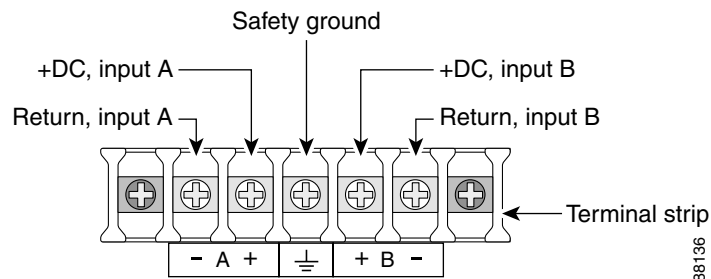 Safety ground
+DC, input A
+DC, input B
Return, input A
Return, input B
Terminal strip
- A +
+ B -
38136